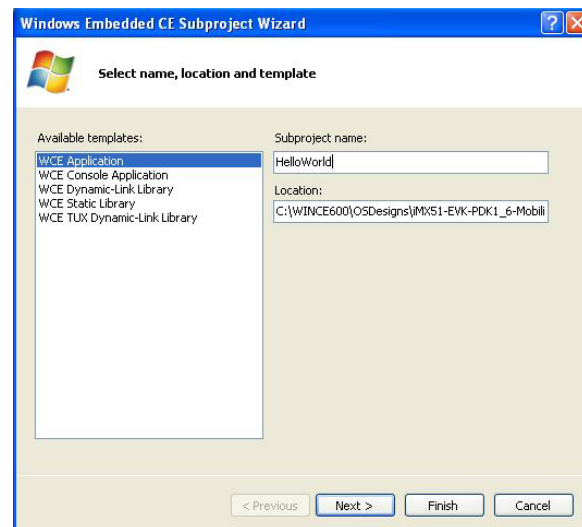 Windows Embedded CE Subproject Wizard
Select name, location and template
Available templates:
WCE Application
WCE Console Application
WCE Dynamic-Link Library
WCE Static Library
WCE TUX Dynamic-Link Library
Subproject name:
HelloWorld
Location:
C:\WINCE600\OSDesigns\iMX51-EVK-PDK1_6-Mobili
< Previous
Next >
Finish
Cancel